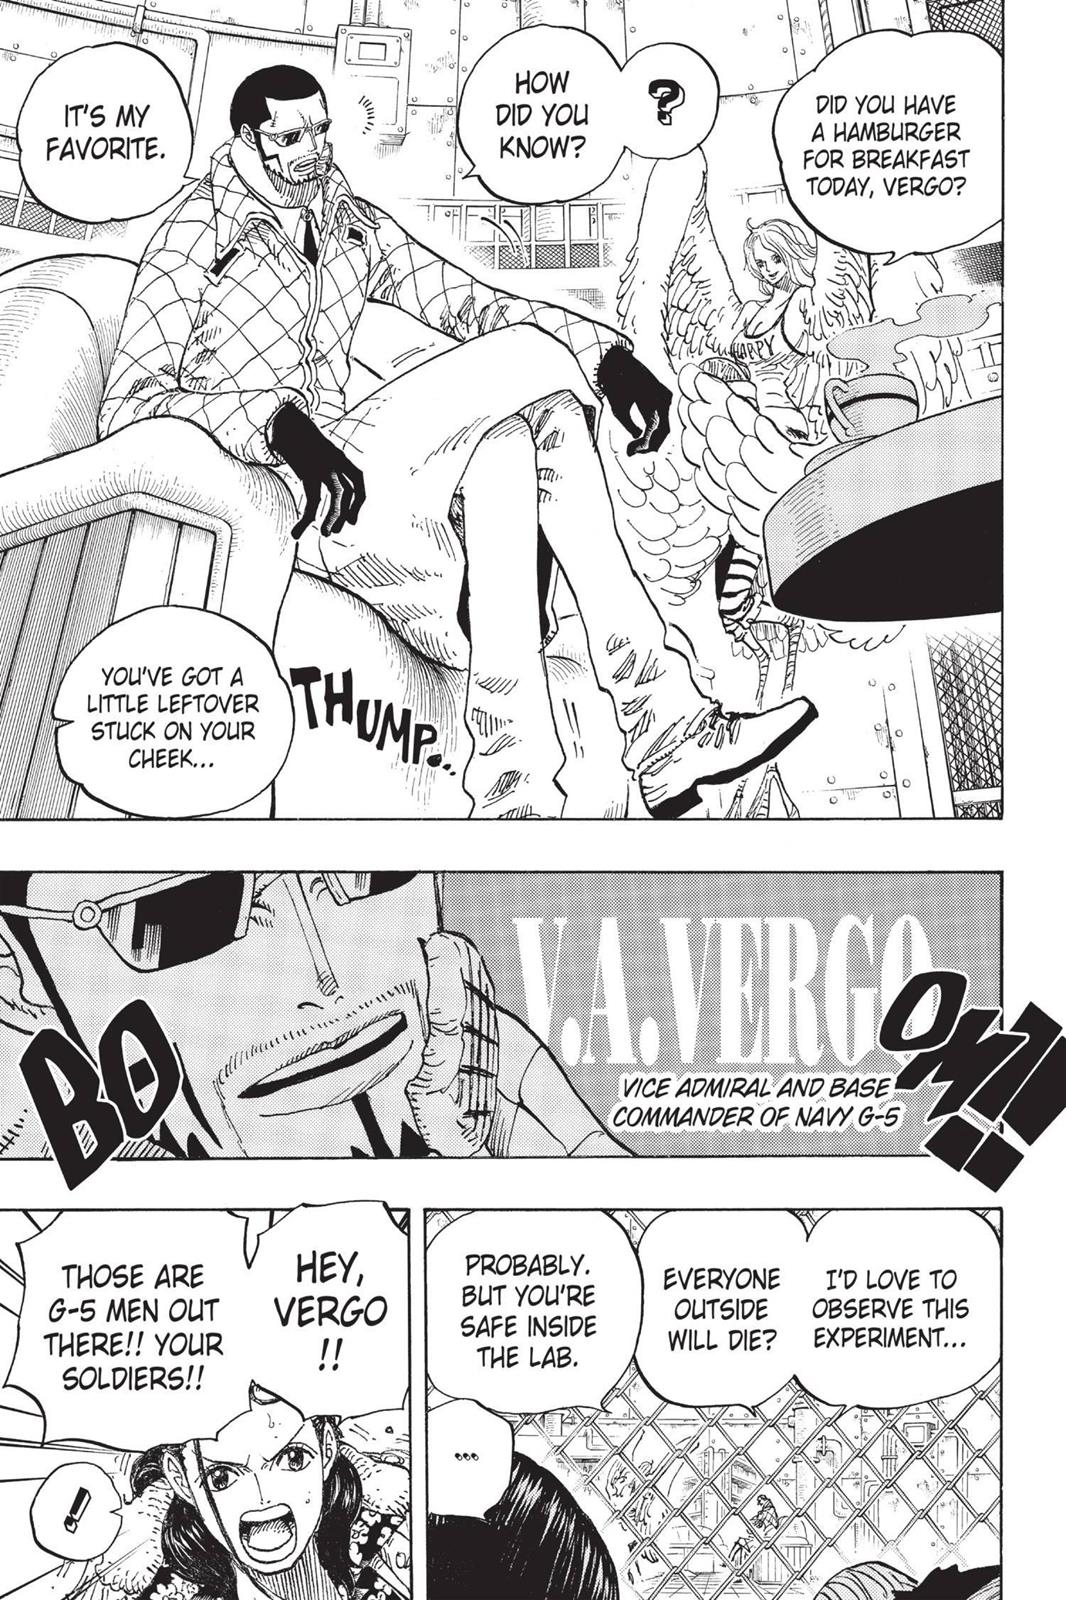 DID YOU HAVE
A HAMBURGER
FOR BREAKFAST
TODAY, VERGO?
?
HOW
DID YOU
KNOW?
HAPPY
IT'S MY
FAVORITE.
YOU'VE GOT A
LITTLE LEFTOVER
STUCK ON YOUR
CHEEK...
THUMP...
V.A.VERGO
VICE ADMIRAL AND BASE
COMMANDER OF NAVY G-5
BOOM!!
I'D LOVE TO
OBSERVE THIS
EXPERIMENT...
EVERYONE
OUTSIDE
WILL DIE?
PROBABLY.
BUT YOU'RE
SAFE INSIDE
THE LAB.
...
HEY,
VERGO
!!
THOSE ARE
G-5 MEN OUT
THERE!! YOUR
SOLDIERS!!
!